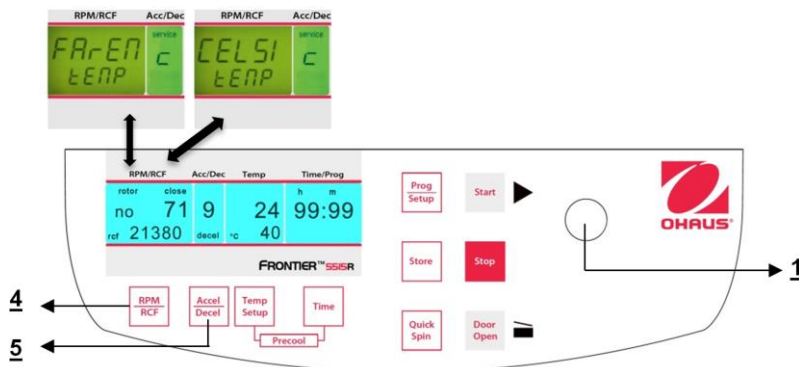 RPM/RCF Acc/Dec RPM/RCF Acc/Dec
FArEN service C CELSI service C
tEMP tEMP
RPM/RCF Acc/Dec Temp Time/Prog
rotor close h m
no 71 9 24 99:99
rcf 21380 decel °C 40
FRONTIER™ 5515R
Prog Setup Start
OHAUS®
Store Stop
1
4 RPM RCF Accel Decel Temp Setup Time
Quick Spin Door Open
5 Precool